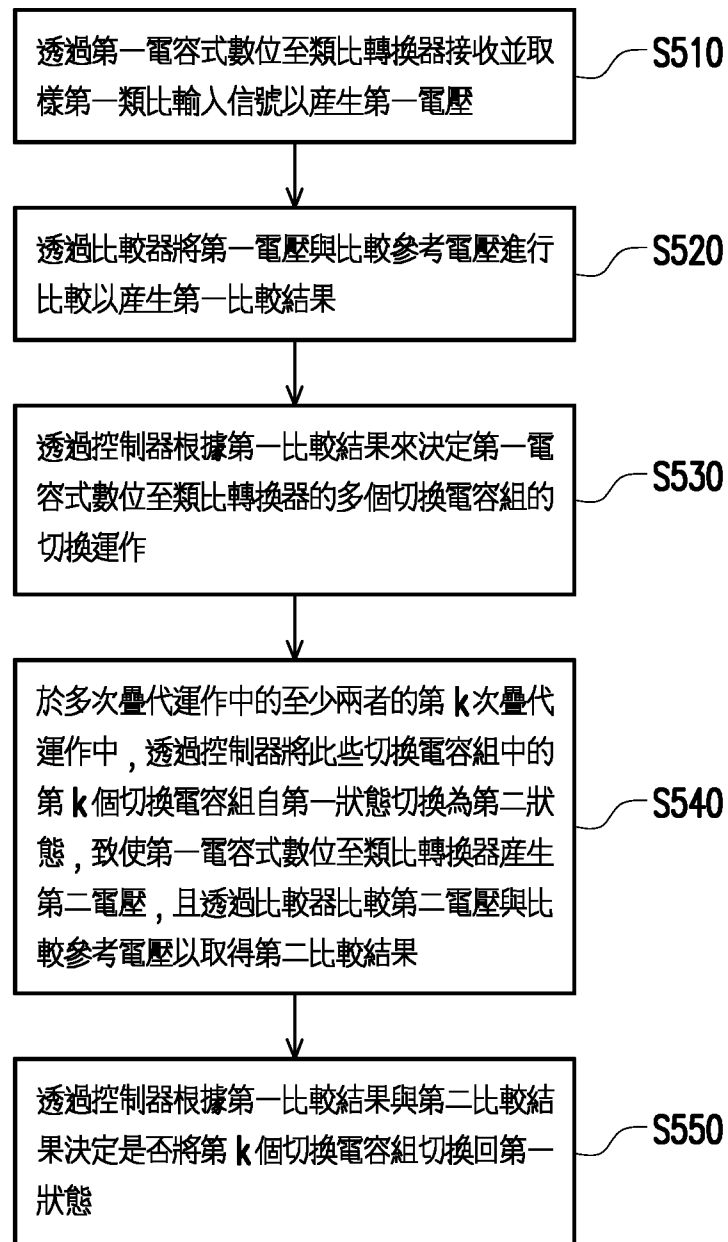 透過第一電容式數位至類比轉換器接收並取
樣第一類比輸入信號以產生第一電壓
S510
透過比較器將第一電壓與比較參考電壓進行
比較以產生第一比較結果
S520
透過控制器根據第一比較結果來決定第一電
容式數位至類比轉換器的多個切換電容組的
切換運作
S530
於多次疊代運作中的至少兩者的第k次疊代
運作中,透過控制器將此些切換電容組中的
第k個切換電容組自第一狀態切換為第二狀
態,致使第一電容式數位至類比轉換器產生
第二電壓,且透過比較器比較第二電壓與比
較參考電壓以取得第二比較結果
S540
透過控制器根據第一比較結果與第二比較結
果決定是否將第k個切換電容組切換回第一
狀態
S550